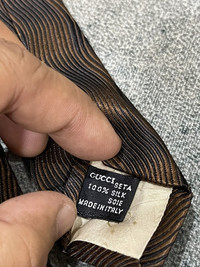 GUCCI SETA
100% SILK
SOIE
MADE IN ITALY